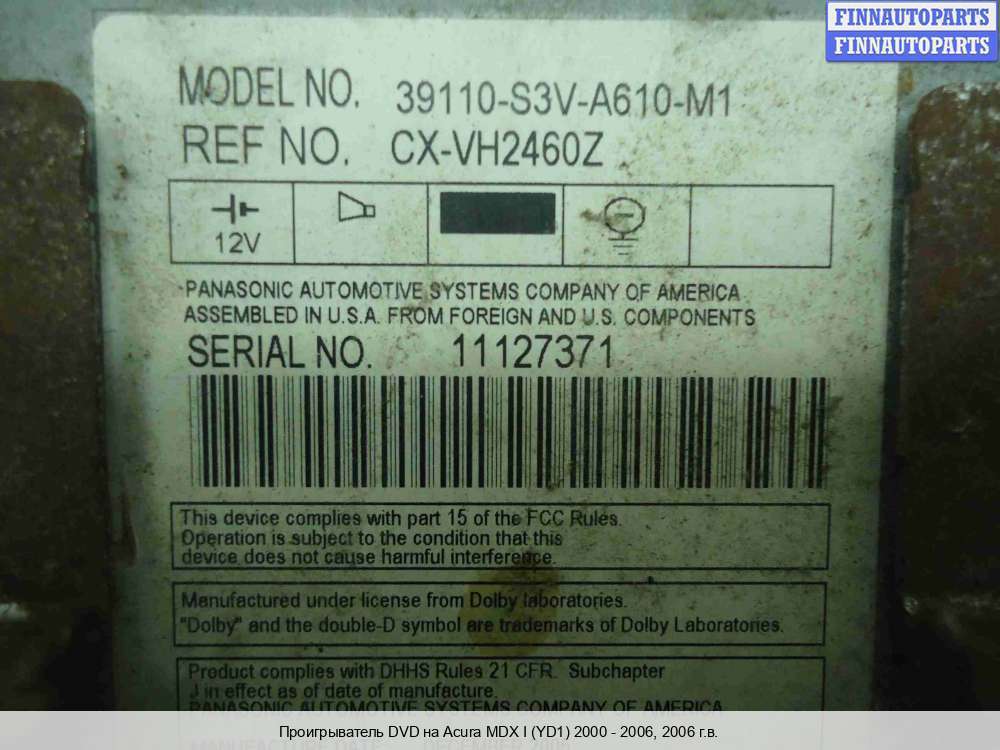 FINNAUTOPARTS
FINNAUTOPARTS
MODEL NO. 39110-S3V-A610-M1
REF NO. CX-VH2460Z
12V
PANASONIC AUTOMOTIVE SYSTEMS COMPANY OF AMERICA
ASSEMBLED IN U.S.A. FROM FOREIGN AND U.S. COMPONENTS
SERIAL NO. 11127371
This device complies with part 15 of the FCC Rules.
Operation is subject to the condition that this
device does not cause harmful interference.
Manufactured under license from Dolby laboratories.
"Dolby" and the double-D symbol are trademarks of Dolby Laboratories.
Product complies with DHHS Rules 21 CFR. Subchapter
J in effect as of date of manufacture.
PANASONIC AUTOMOTIVE SYSTEMS COMPANY OF AMERICA
MANUFACTURE DATE DECEMBER
Проигрыватель DVD на Acura MDX I (YD1) 2000 - 2006, 2006 г.в.